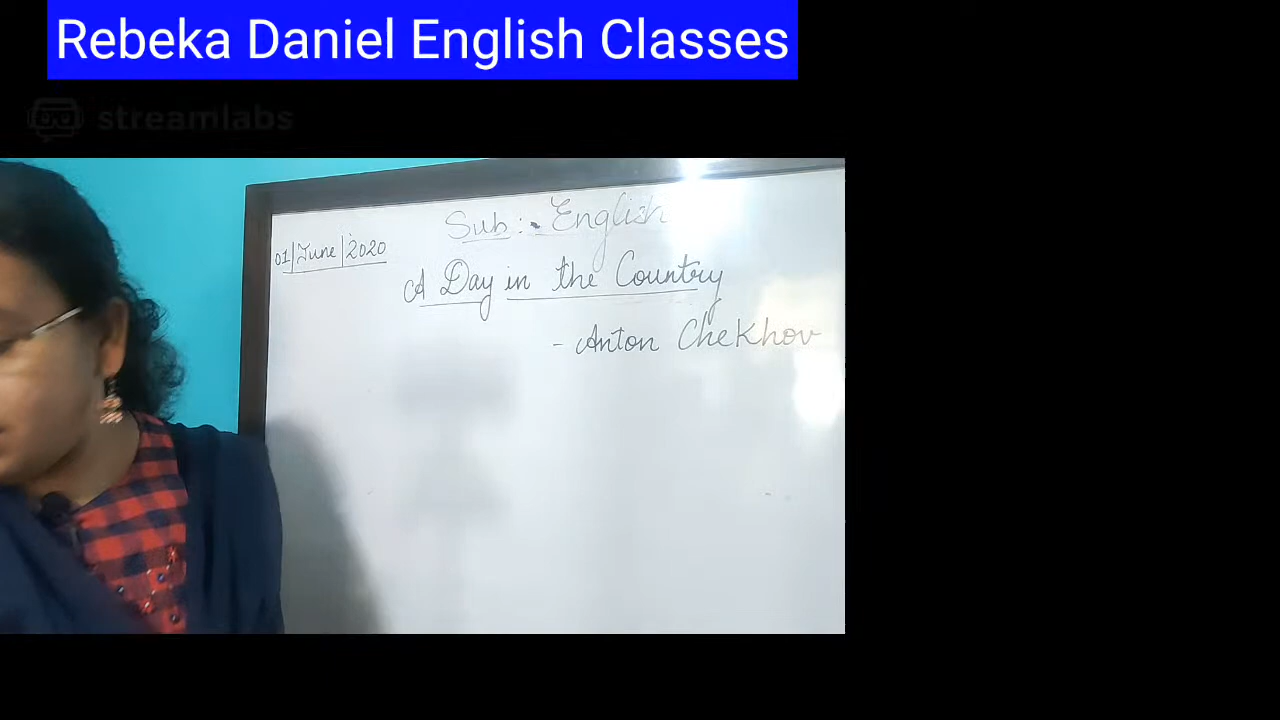 Rebeka Daniel English Classes
streamlabs
Sub:- English
01|June|2020
A Day in the Country
- Anton Chekhov